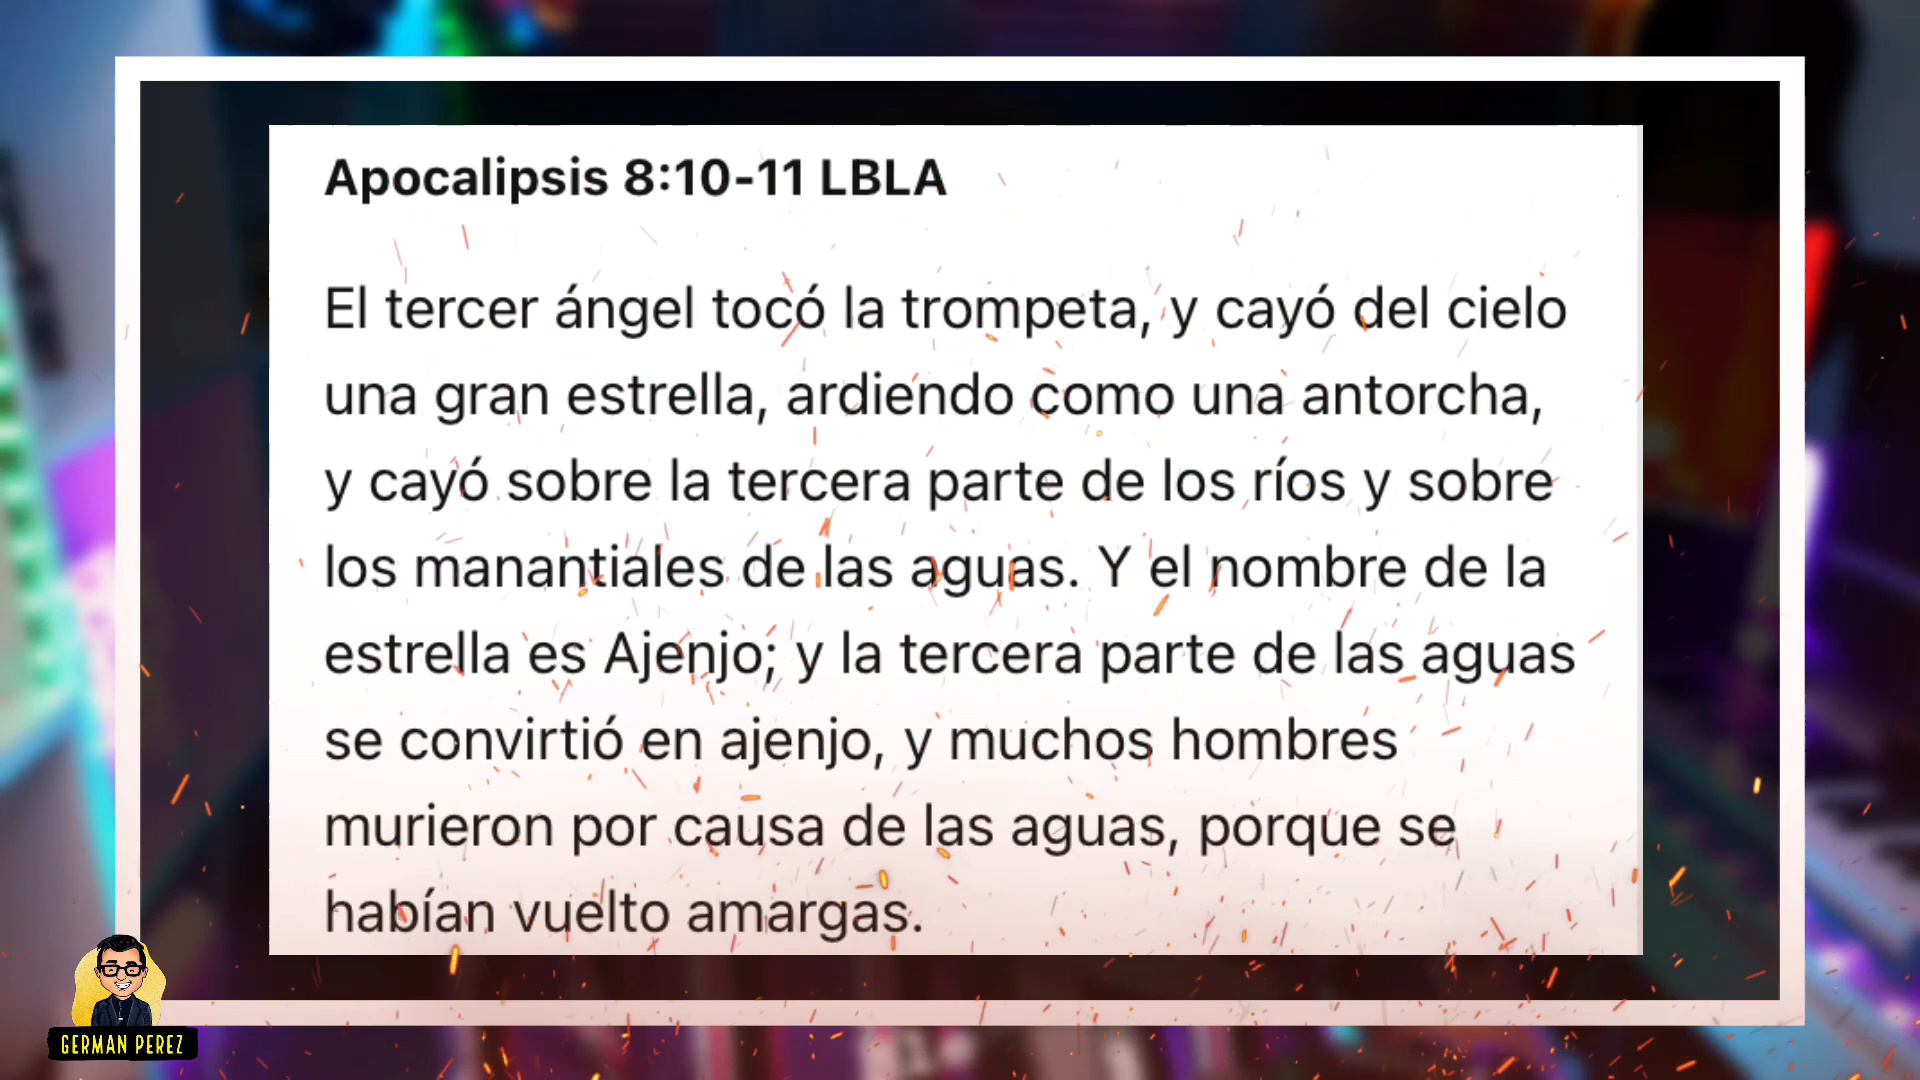 Apocalipsis 8:10-11 LBLA
El tercer ángel tocó la trompeta, y cayó del cielo
una gran estrella, ardiendo como una antorcha,
y cayó sobre la tercera parte de los ríos y sobre
los manantiales de las aguas. Y el nombre de la
estrella es Ajenjo; y la tercera parte de las aguas
se convirtió en ajenjo, y muchos hombres
murieron por causa de las aguas, porque se
habían vuelto amargas.
GERMAN PEREZ